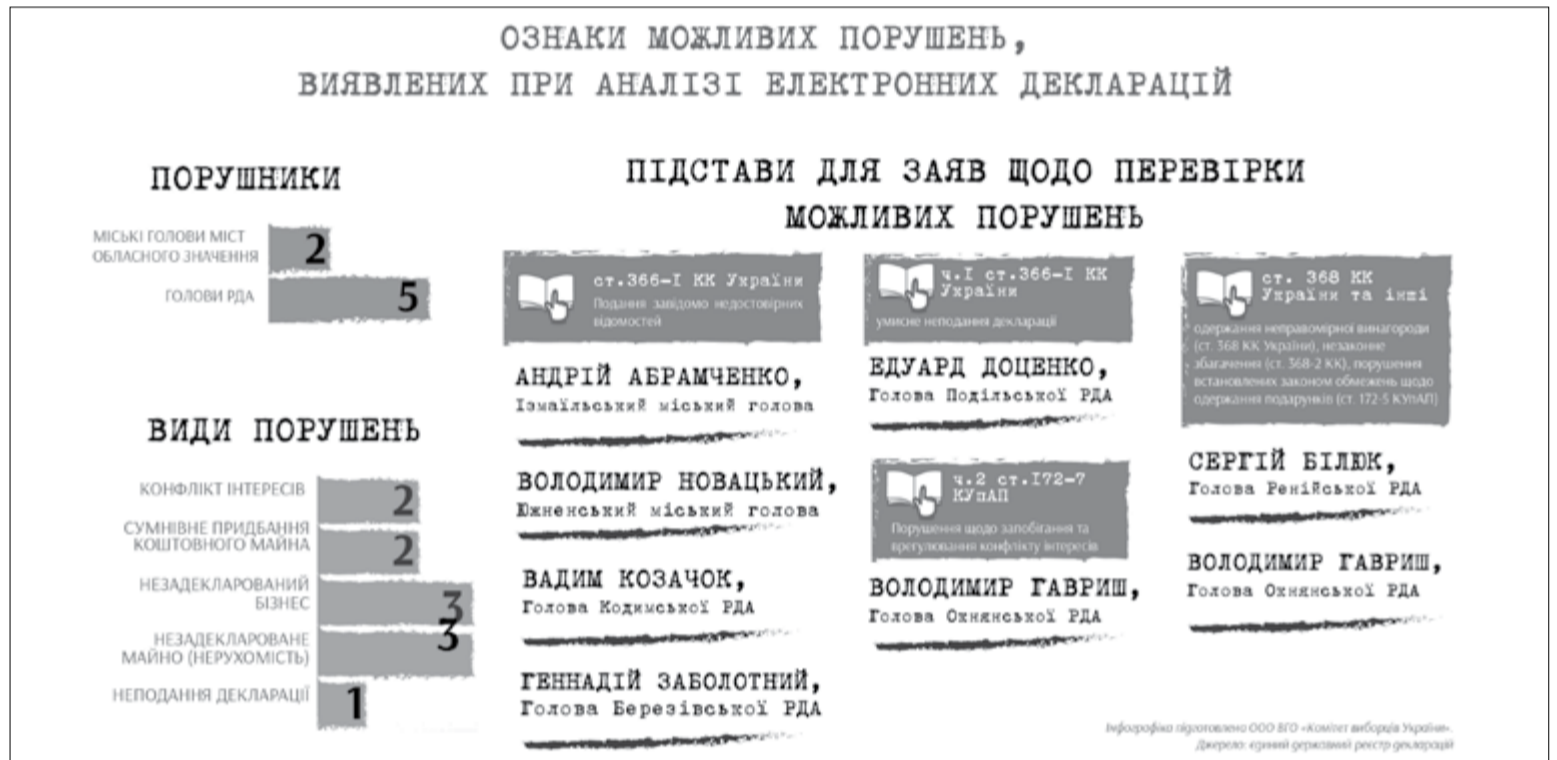 ОЗНАКИ МОЖЛИВИХ ПОРУШЕНЬ,
ВИЯВЛЕНИХ ПРИ АНАЛІЗІ ЕЛЕКТРОННИХ ДЕКЛАРАЦІЙ
ПОРУШНИКИ
МІСЬКІ ГОЛОВИ МІСТ
ОБЛАСНОГО ЗНАЧЕННЯ
2
ГОЛОВИ РДА
5
ВИДИ ПОРУШЕНЬ
КОНФЛІКТ ІНТЕРЕСІВ
2
СУМНІВНЕ ПРИДБАННЯ
КОШТОВНОГО МАЙНА
2
НЕЗАДЕКЛАРОВАНИЙ
БІЗНЕС
3
НЕЗАДЕКЛАРОВАНЕ
МАЙНО (НЕРУХОМІСТЬ)
3
НЕПОДАННЯ ДЕКЛАРАЦІЇ
1
ПІДСТАВИ ДЛЯ ЗАЯВ ЩОДО ПЕРЕВІРКИ
МОЖЛИВИХ ПОРУШЕНЬ
ст.366-І КК України
Подання завідомо недостовірних
відомостей
АНДРІЙ АБРАМЧЕНКО,
Ізмаїльський міський голова
ВОЛОДИМИР НОВАЦЬКИЙ,
Южненський міський голова
ВАДИМ КОЗАЧОК,
Голова Кодимської РДА
ГЕННАДІЙ ЗАБОЛОТНИЙ,
Голова Березівської РДА
ч.І ст.366-І КК
України
умисне неподання декларації
ЕДУАРД ДОЦЕНКО,
Голова Подільської РДА
ч.2 ст.І72-7
КУпАП
Порушення щодо запобігання та
врегулювання конфлікту інтересів
ВОЛОДИМИР ГАВРИШ,
Голова Окнянської РДА
ст. 368 КК
України та інші
одержання неправомірної винагороди
(ст. 368 КК України), незаконне
збагачення (ст. 368-2 КК), порушення
встановлених законом обмежень щодо
одержання подарунків (ст. 172-5 КУпАП)
СЕРГІЙ БІЛЮК,
Голова Ренійської РДА
ВОЛОДИМИР ГАВРИШ,
Голова Окнянської РДА
Інфографіка підготовлена ООО ВГО «Комітет виборців України».
Джерело: єдиний державний реєстр декларацій